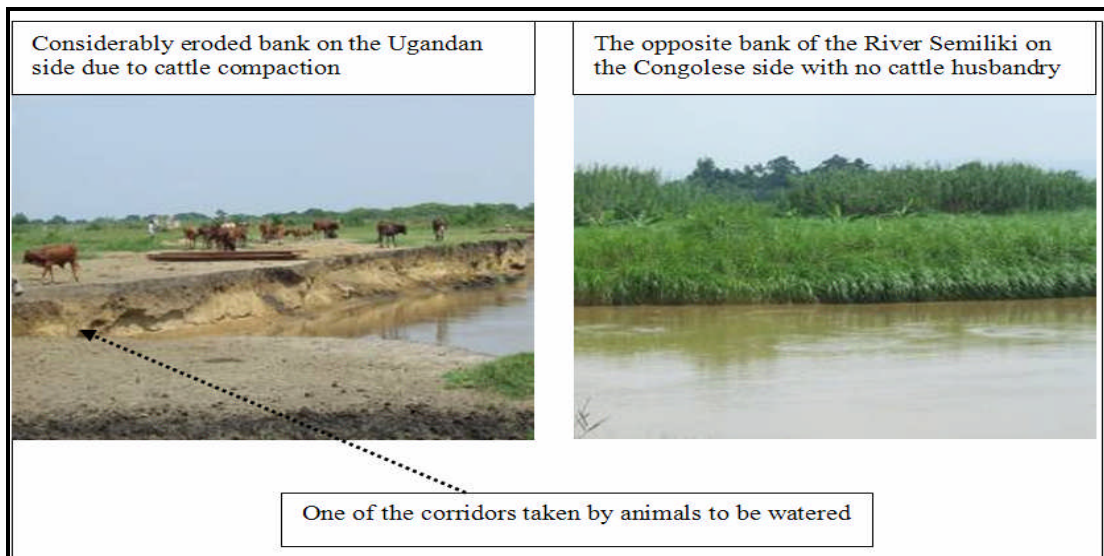 Considerably eroded bank on the Ugandan
side due to cattle compaction
The opposite bank of the River Semiliki on
the Congolese side with no cattle husbandry
One of the corridors taken by animals to be watered